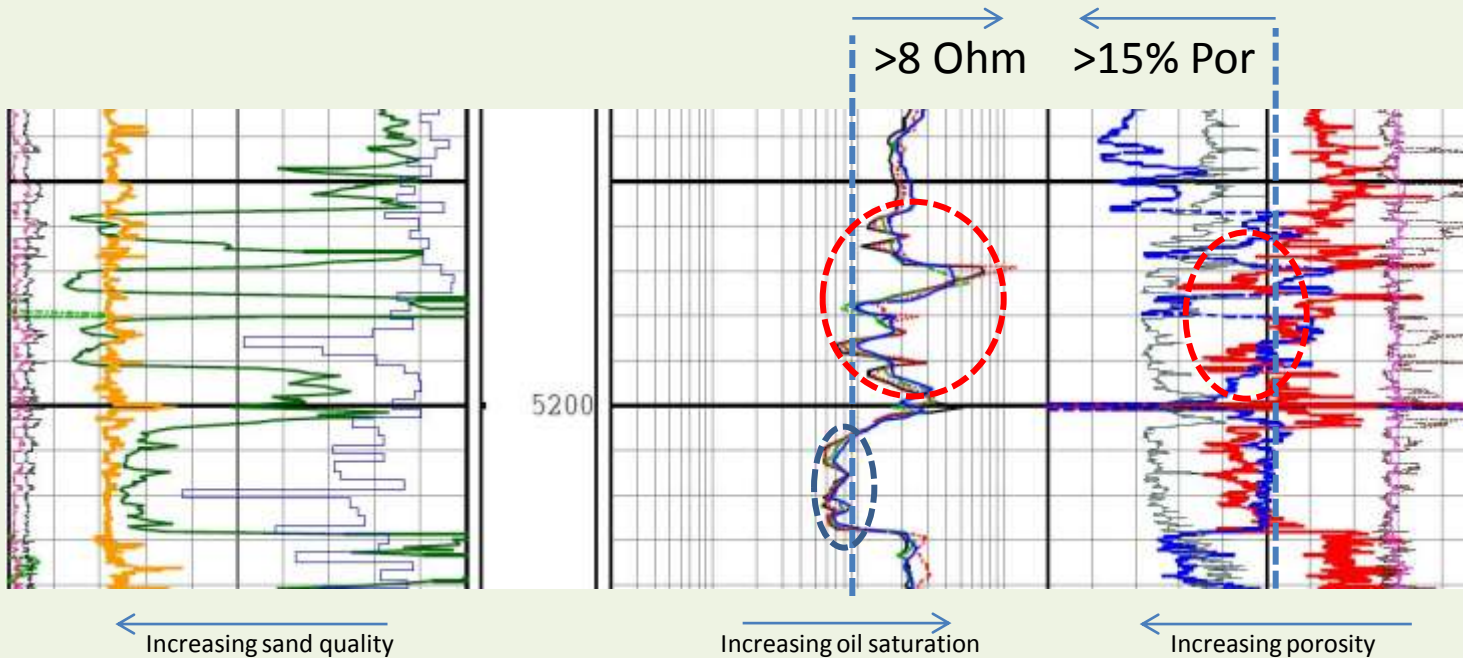 >8 Ohm
>15% Por
5200
Increasing sand quality
Increasing oil saturation
Increasing porosity